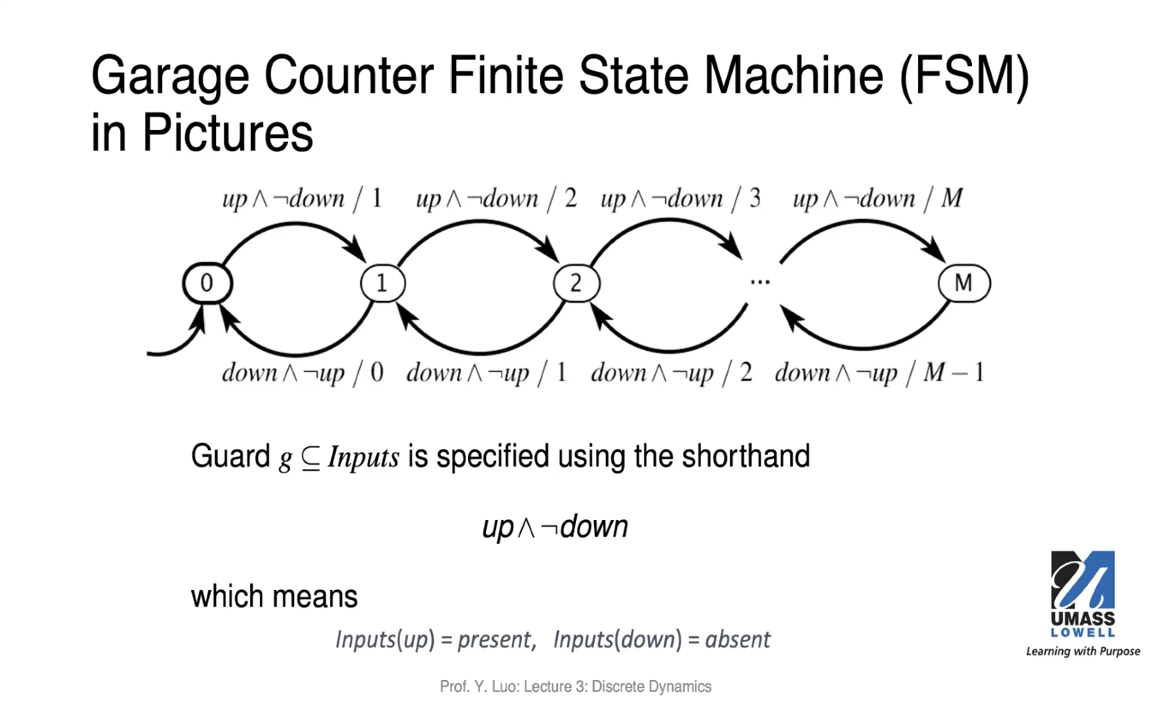 Garage Counter Finite State Machine (FSM)
in Pictures
up ∧ ¬down / 1 up ∧ ¬down / 2 up ∧ ¬down / 3 up ∧ ¬down / M
0 1 2 ... M
down ∧ ¬up / 0 down ∧ ¬up / 1 down ∧ ¬up / 2 down ∧ ¬up / M − 1
Guard g ⊆ Inputs is specified using the shorthand
up ∧ ¬down
which means
Inputs(up) = present, Inputs(down) = absent
UMASS
LOWELL
Learning with Purpose
Prof. Y. Luo: Lecture 3: Discrete Dynamics